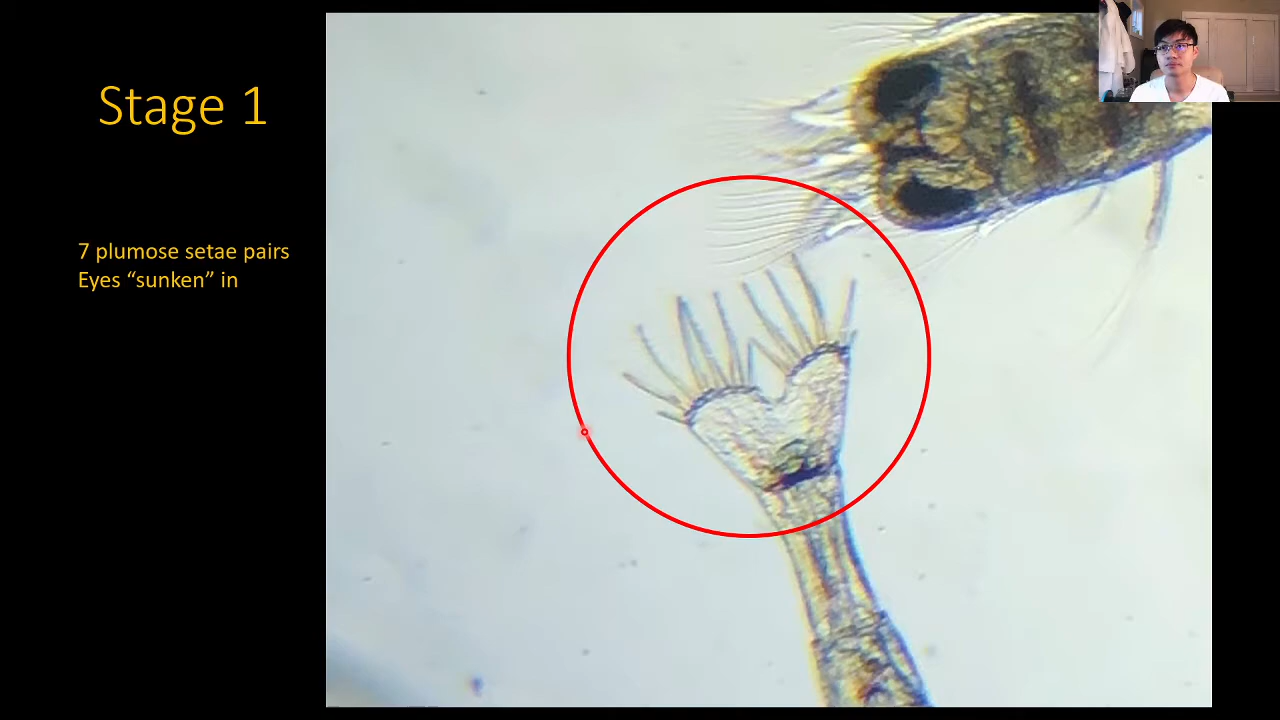 Stage 1
7 plumose setae pairs
Eyes “sunken” in